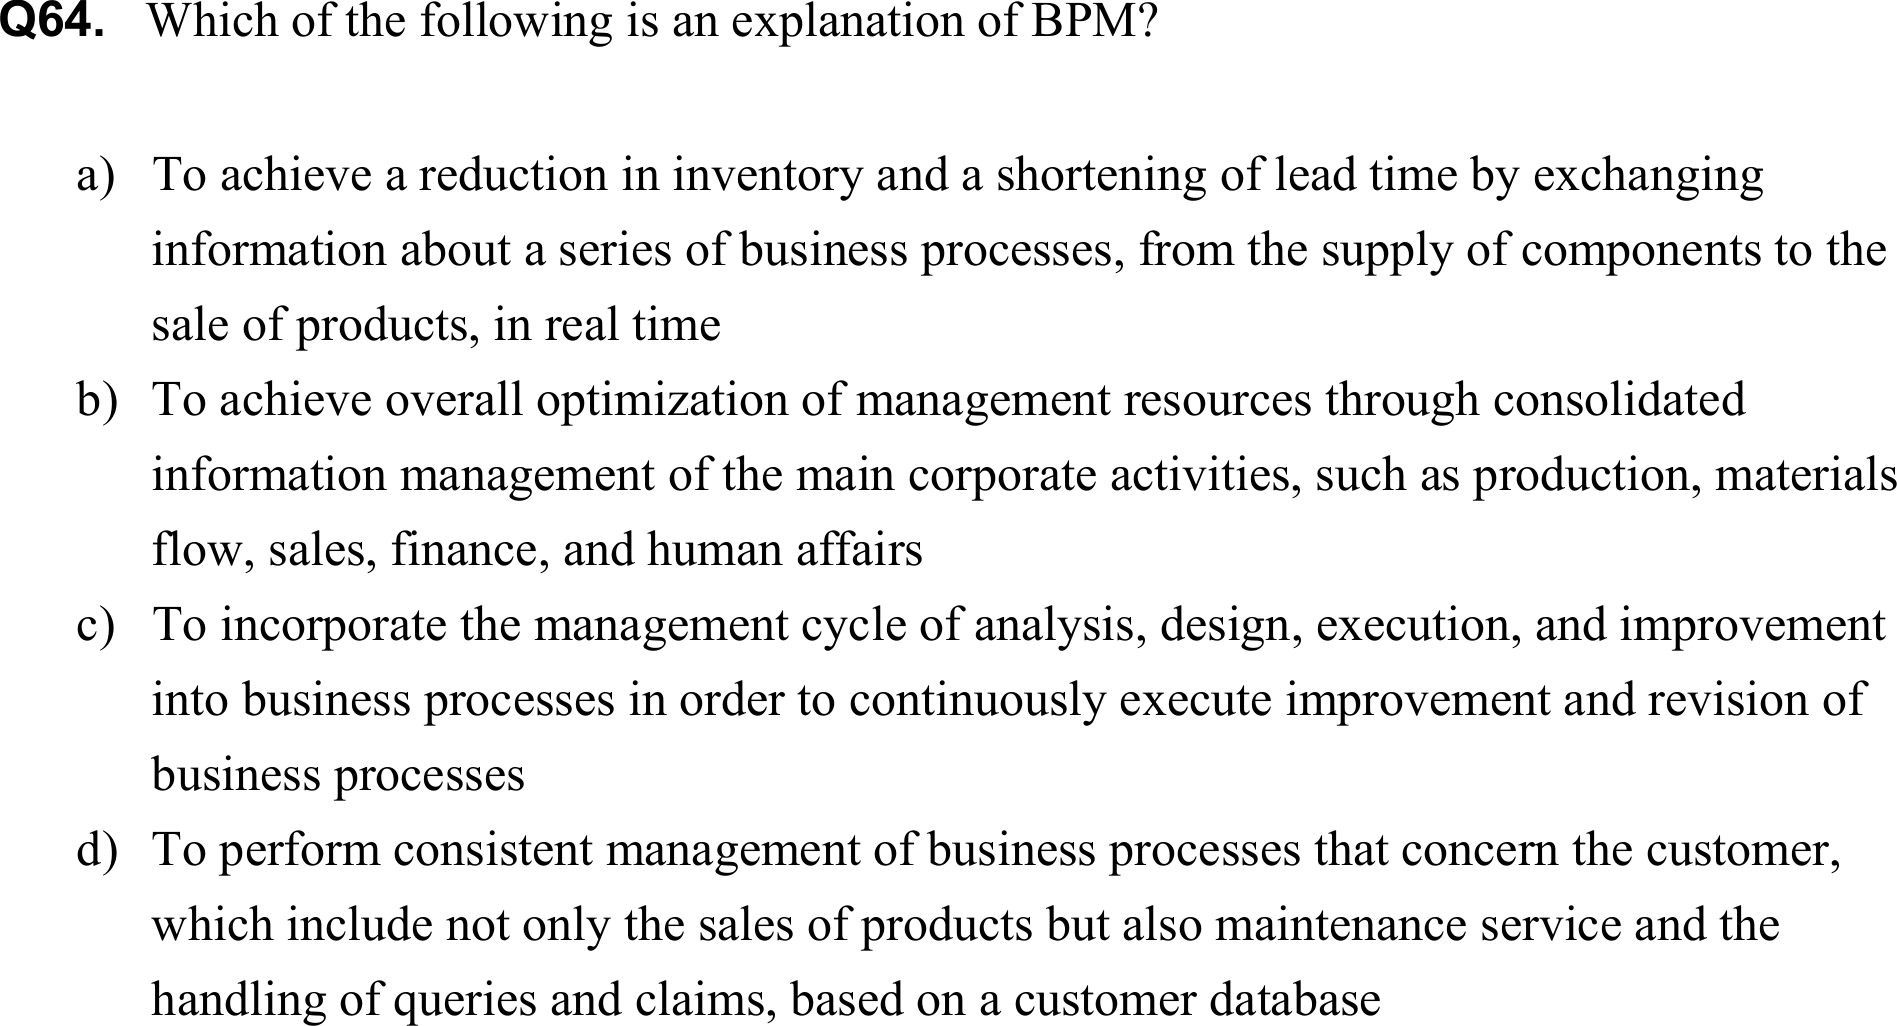 Q64. Which of the following is an explanation of BPM?
a) To achieve a reduction in inventory and a shortening of lead time by exchanging
information about a series of business processes, from the supply of components to the
sale of products, in real time
b) To achieve overall optimization of management resources through consolidated
information management of the main corporate activities, such as production, materials
flow, sales, finance, and human affairs
c) To incorporate the management cycle of analysis, design, execution, and improvement
into business processes in order to continuously execute improvement and revision of
business processes
d) To perform consistent management of business processes that concern the customer,
which include not only the sales of products but also maintenance service and the
handling of queries and claims, based on a customer database